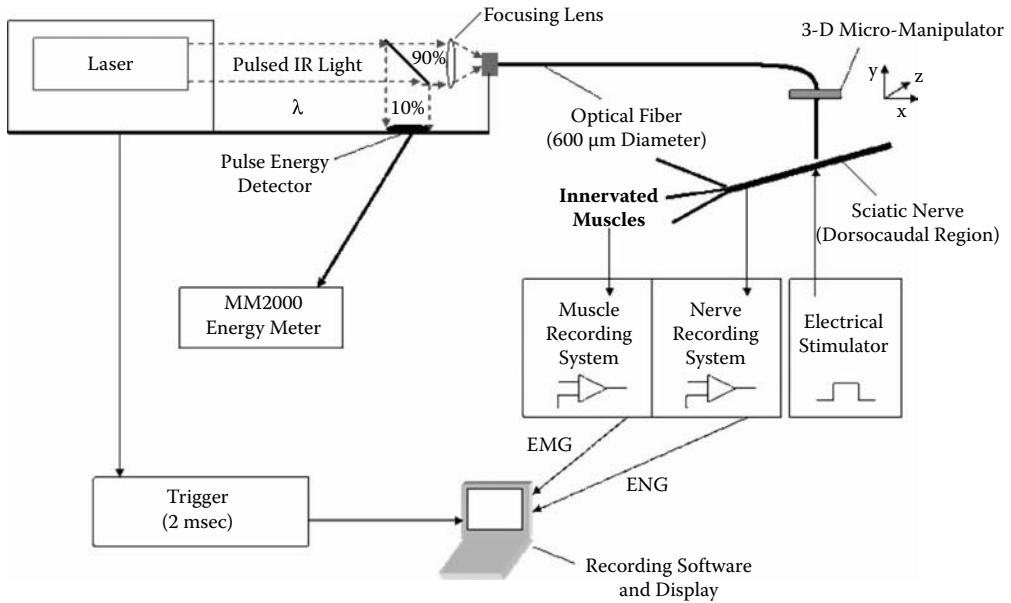 Focusing Lens
3-D Micro-Manipulator
Laser
Pulsed IR Light
90%
λ
10%
y
z
x
Optical Fiber
(600 μm Diameter)
Pulse Energy
Detector
Innervated
Muscles
Sciatic Nerve
(Dorsocaudal Region)
MM2000
Energy Meter
Muscle
Recording
System
Nerve
Recording
System
Electrical
Stimulator
EMG
ENG
Trigger
(2 msec)
Recording Software
and Display